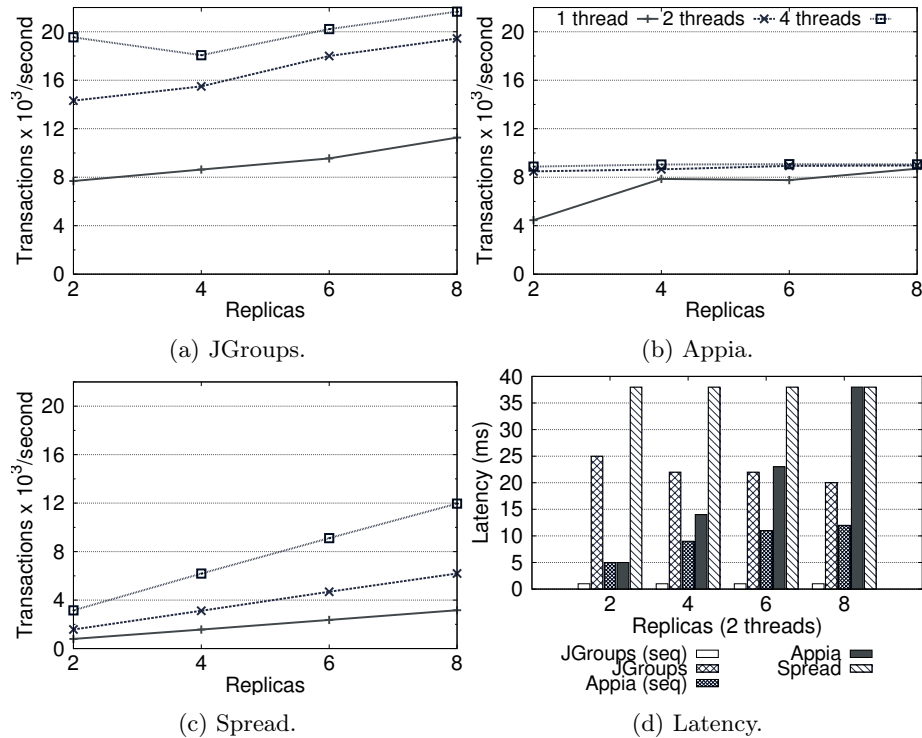 20
16
12
8
4
0
Transactions x 10³/second
2 4 6 8
Replicas
(a) JGroups.
1 thread 2 threads 4 threads
20
16
12
8
4
0
Transactions x 10³/second
2 4 6 8
Replicas
(b) Appia.
20
16
12
8
4
0
Transactions x 10³/second
2 4 6 8
Replicas
(c) Spread.
40
35
30
25
20
15
10
5
0
Latency (ms)
2 4 6 8
Replicas (2 threads)
JGroups (seq)
JGroups
Appia (seq)
Appia
Spread
(d) Latency.